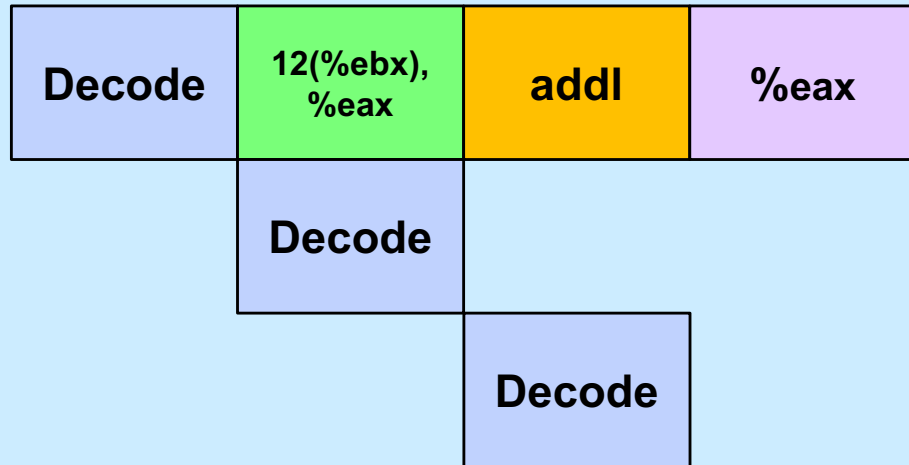 Decode
12(%ebx),
%eax
addl
%eax
Decode
Decode